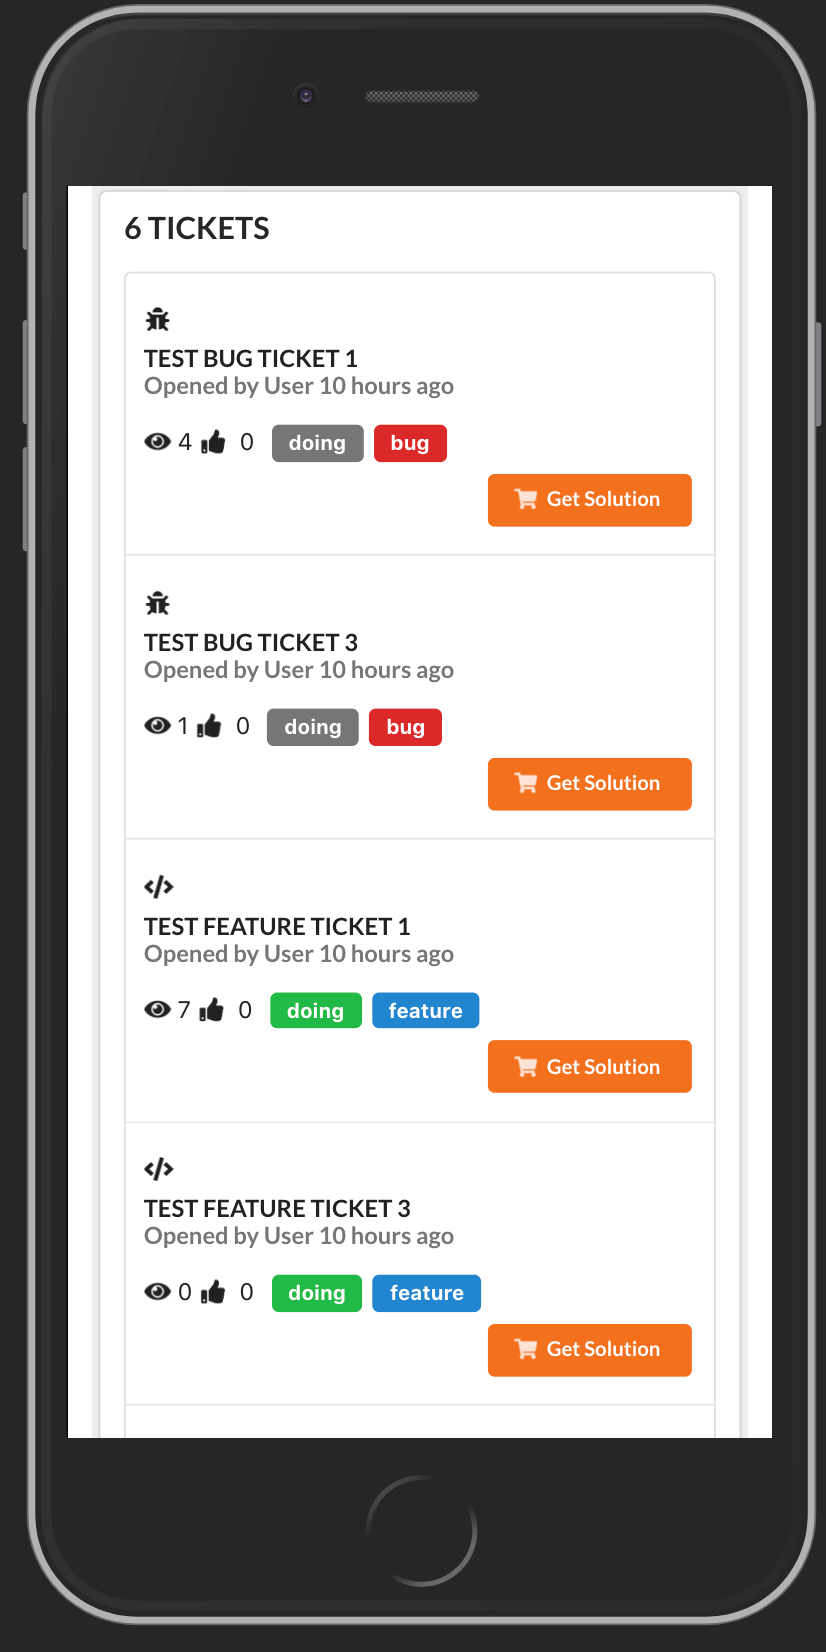 6 TICKETS
TEST BUG TICKET 1
Opened by User 10 hours ago
4 0 doing bug
Get Solution
TEST BUG TICKET 3
Opened by User 10 hours ago
1 0 doing bug
Get Solution
TEST FEATURE TICKET 1
Opened by User 10 hours ago
7 0 doing feature
Get Solution
TEST FEATURE TICKET 3
Opened by User 10 hours ago
0 0 doing feature
Get Solution